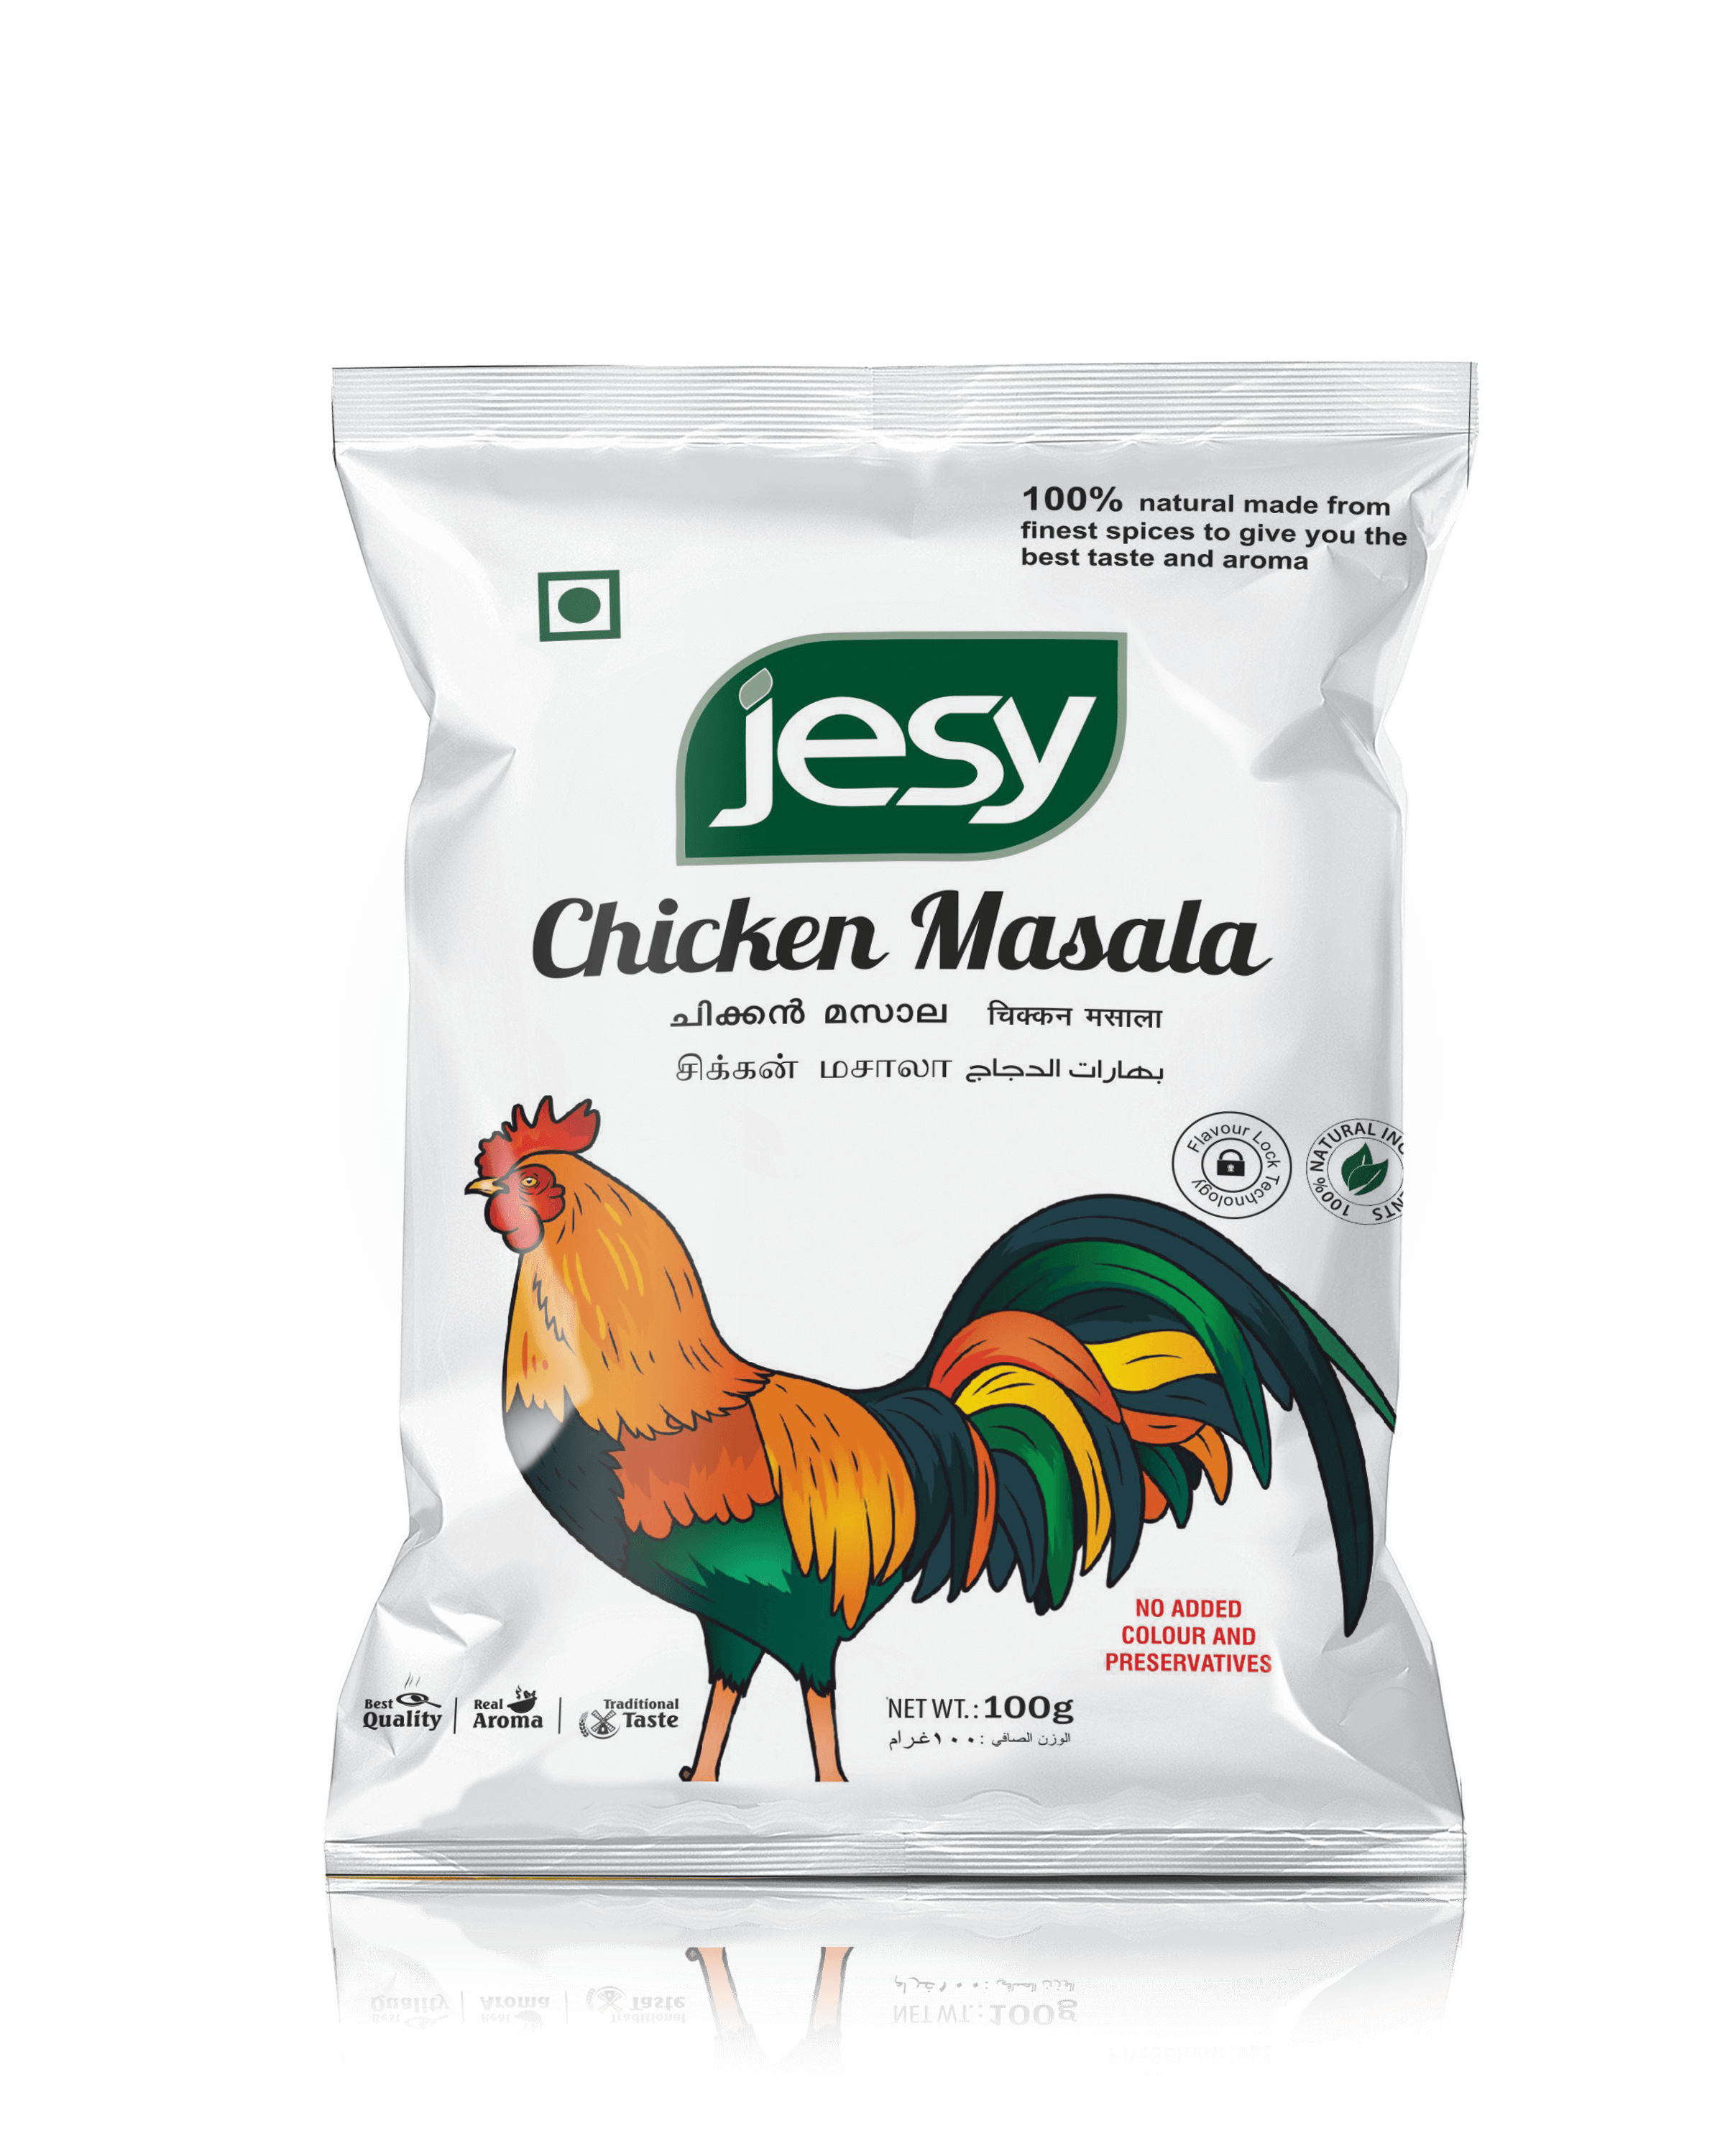 100% natural made from
finest spices to give you the
best taste and aroma
jesy
Chicken Masala
ചിക്കൻ മസാല चिक्कन मसाला
சிக்கன் மசாலா بهارات الدجاج
Flavour Lock Technology
100% NATURAL
NO ADDED
COLOUR AND
PRESERVATIVES
Best Quality
Real Aroma
Traditional Taste
NET WT.: 100g
الوزن الصافي : ١٠٠غرام